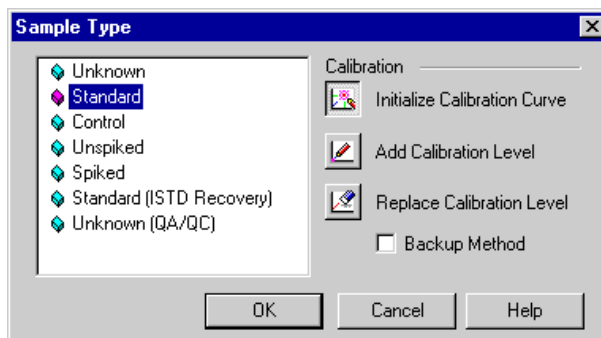 Sample Type
Unknown
Standard
Control
Unspiked
Spiked
Standard (ISTD Recovery)
Unknown (QA/QC)
Calibration
Initialize Calibration Curve
Add Calibration Level
Replace Calibration Level
Backup Method
OK
Cancel
Help